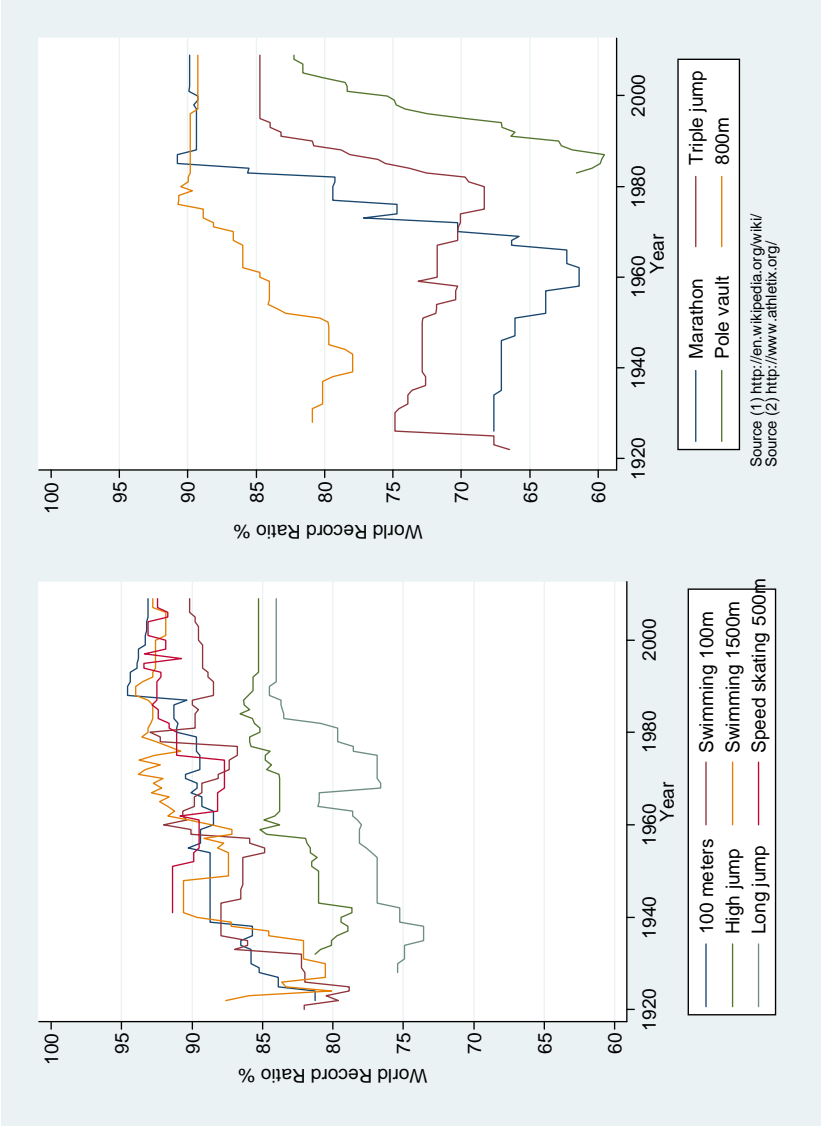 World Record Ratio %
100
95
90
85
80
75
70
65
60
1920
1940
1960
1980
2000
Year
100 meters
Swimming 100m
High jump
Swimming 1500m
Long jump
Speed skating 500m
World Record Ratio %
100
95
90
85
80
75
70
65
60
1920
1940
1960
1980
2000
Year
Marathon
Triple jump
Pole vault
800m
Source (1) http://en.wikipedia.org/wiki/
Source (2) http://www.athletix.org/